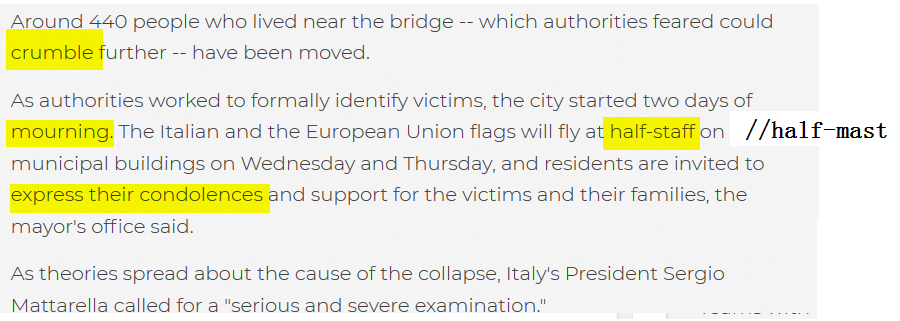 Around 440 people who lived near the bridge -- which authorities feared could
crumble further -- have been moved.
As authorities worked to formally identify victims, the city started two days of
mourning. The Italian and the European Union flags will fly at half-staff on //half-mast
municipal buildings on Wednesday and Thursday, and residents are invited to
express their condolences and support for the victims and their families, the
mayor's office said.
As theories spread about the cause of the collapse, Italy's President Sergio
Mattarella called for a "serious and severe examination."